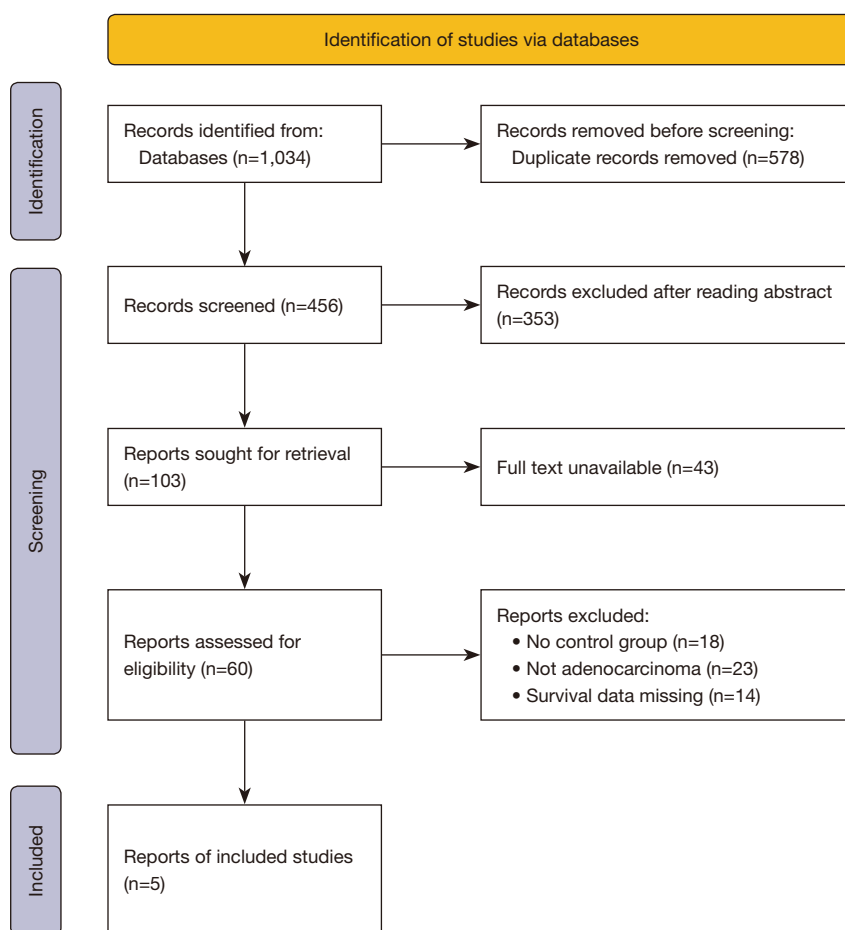 Identification of studies via databases
Identification
Records identified from:
Databases (n=1,034)
Records removed before screening:
Duplicate records removed (n=578)
Screening
Records screened (n=456)
Records excluded after reading abstract
(n=353)
Reports sought for retrieval
(n=103)
Full text unavailable (n=43)
Reports assessed for
eligibility (n=60)
Reports excluded:
• No control group (n=18)
• Not adenocarcinoma (n=23)
• Survival data missing (n=14)
Included
Reports of included studies
(n=5)